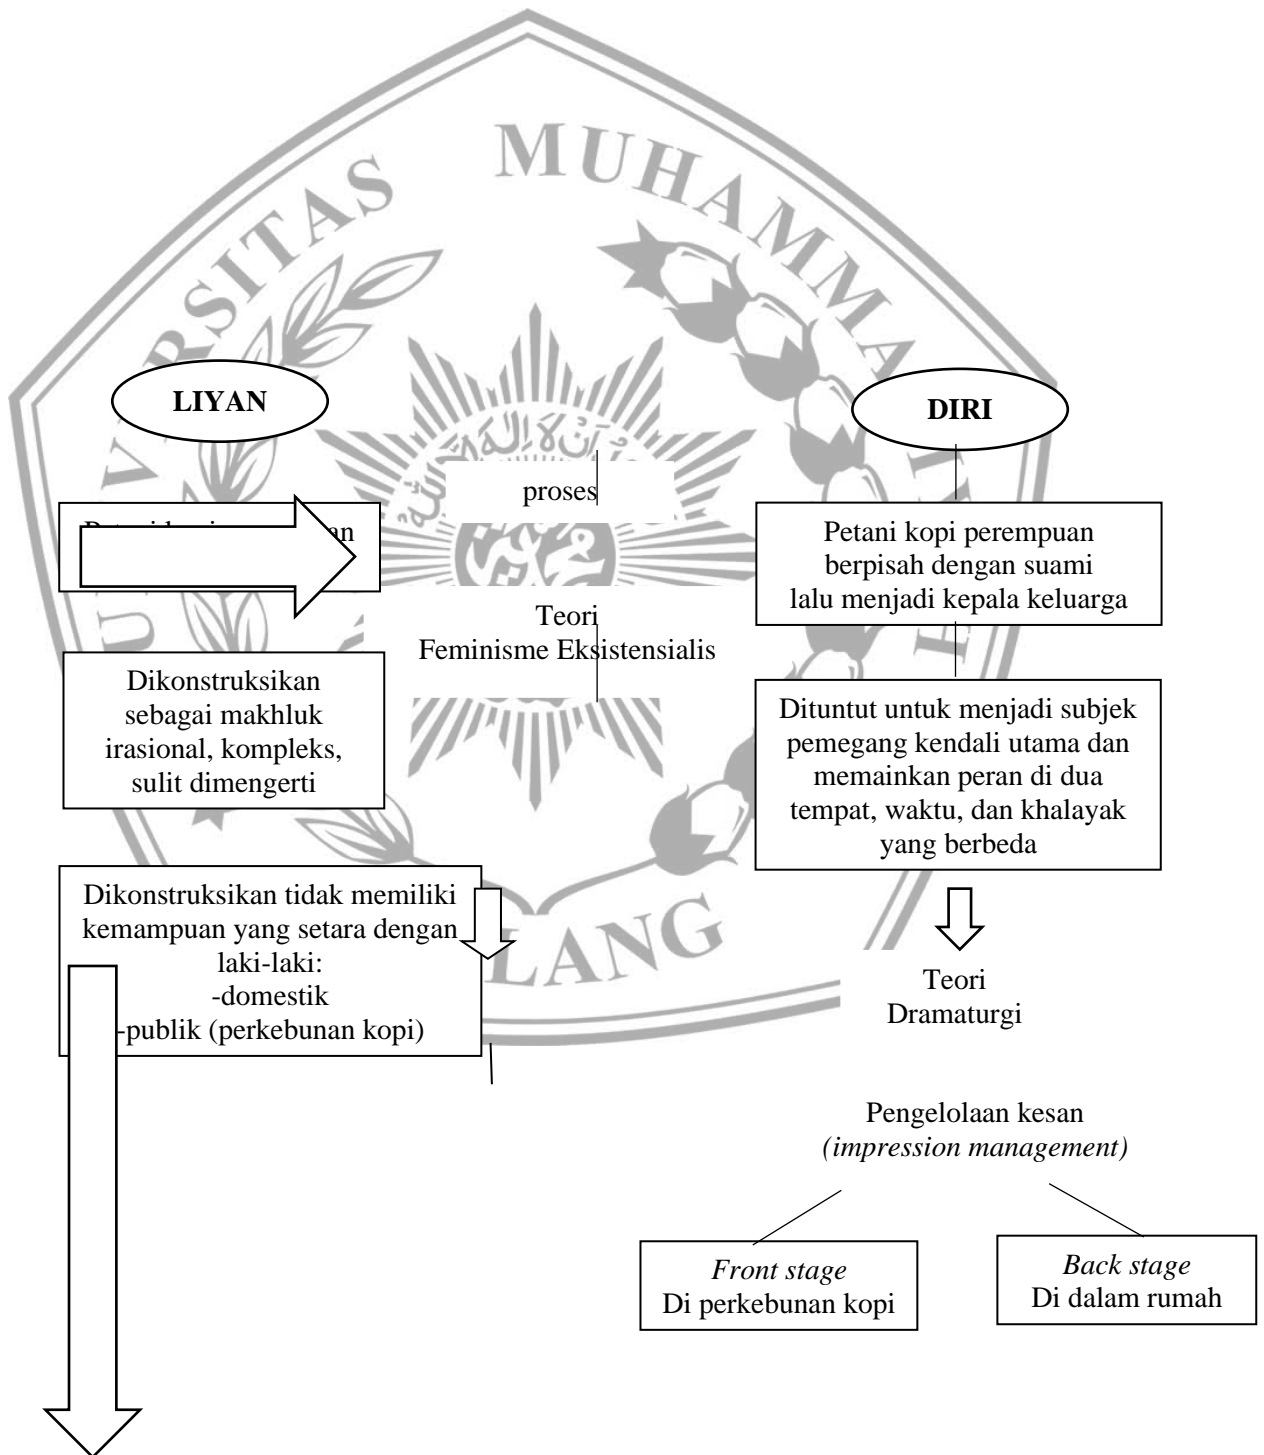 UNIVERSITAS MUHAMMADIYAH
MALANG
LIYAN
DIRI
proses
Petani kopi perempuan
berpisah dengan suami
lalu menjadi kepala keluarga
Teori
Feminisme Eksistensialis
Dikonstruksikan
sebagai makhluk
irasional, kompleks,
sulit dimengerti
Dituntut untuk menjadi subjek
pemegang kendali utama dan
memainkan peran di dua
tempat, waktu, dan khalayak
yang berbeda
Dikonstruksikan tidak memiliki
kemampuan yang setara dengan
laki-laki:
-domestik
-publik (perkebunan kopi)
Teori
Dramaturgi
Pengelolaan kesan
(impression management)
Front stage
Di perkebunan kopi
Back stage
Di dalam rumah